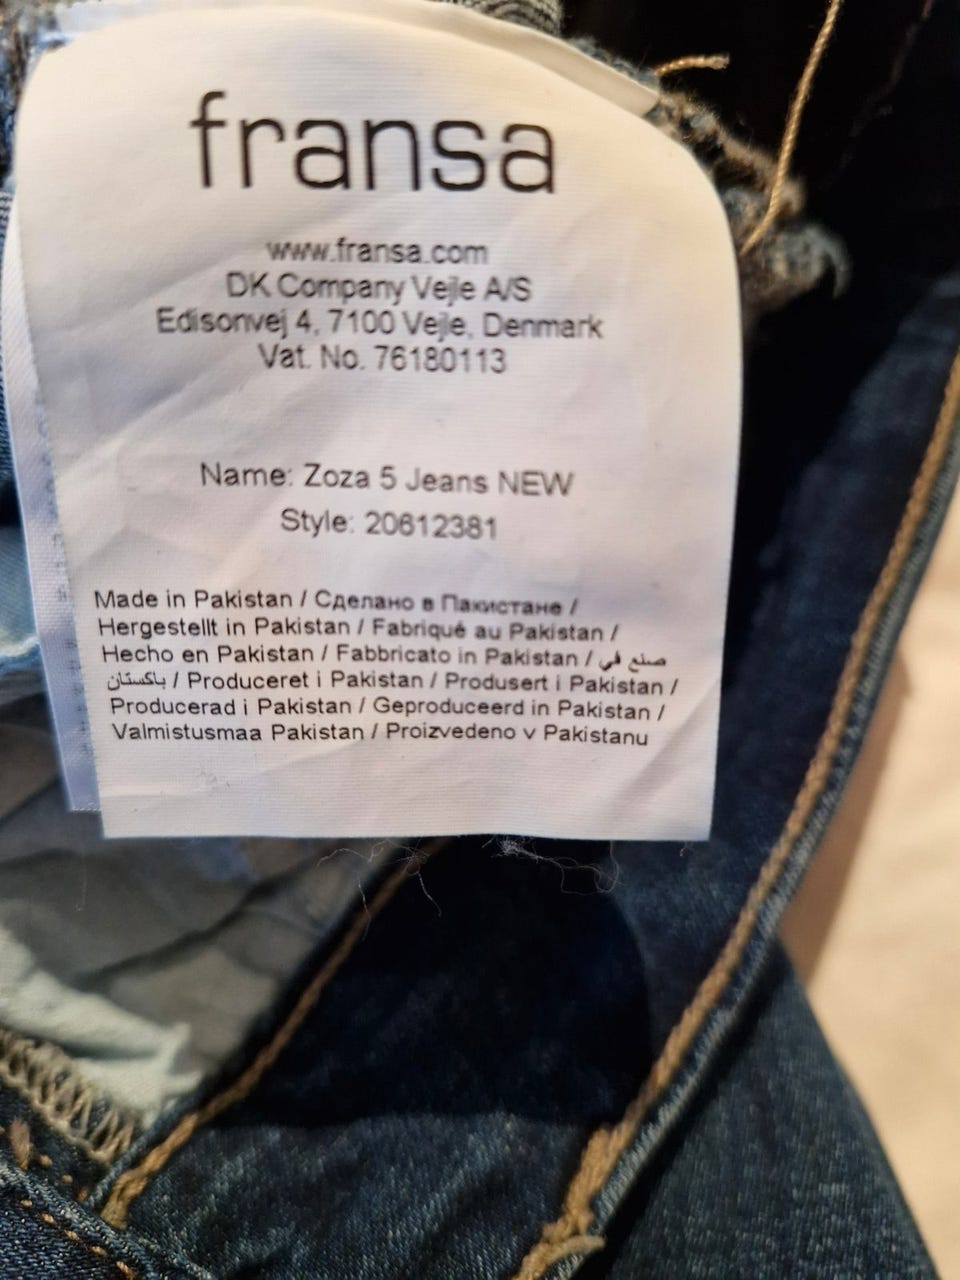 fransa
www.fransa.com
DK Company Vejle A/S
Edisonvej 4, 7100 Vejle, Denmark
Vat. No. 76180113
Name: Zoza 5 Jeans NEW
Style: 20612381
Made in Pakistan / Сделано в Пакистане /
Hergestellt in Pakistan / Fabriqué au Pakistan /
Hecho en Pakistan / Fabbricato in Pakistan / صنع في
باكستان / Produceret i Pakistan / Produsert i Pakistan /
Producerad i Pakistan / Geproduceerd in Pakistan /
Valmistusmaa Pakistan / Proizvedeno v Pakistanu